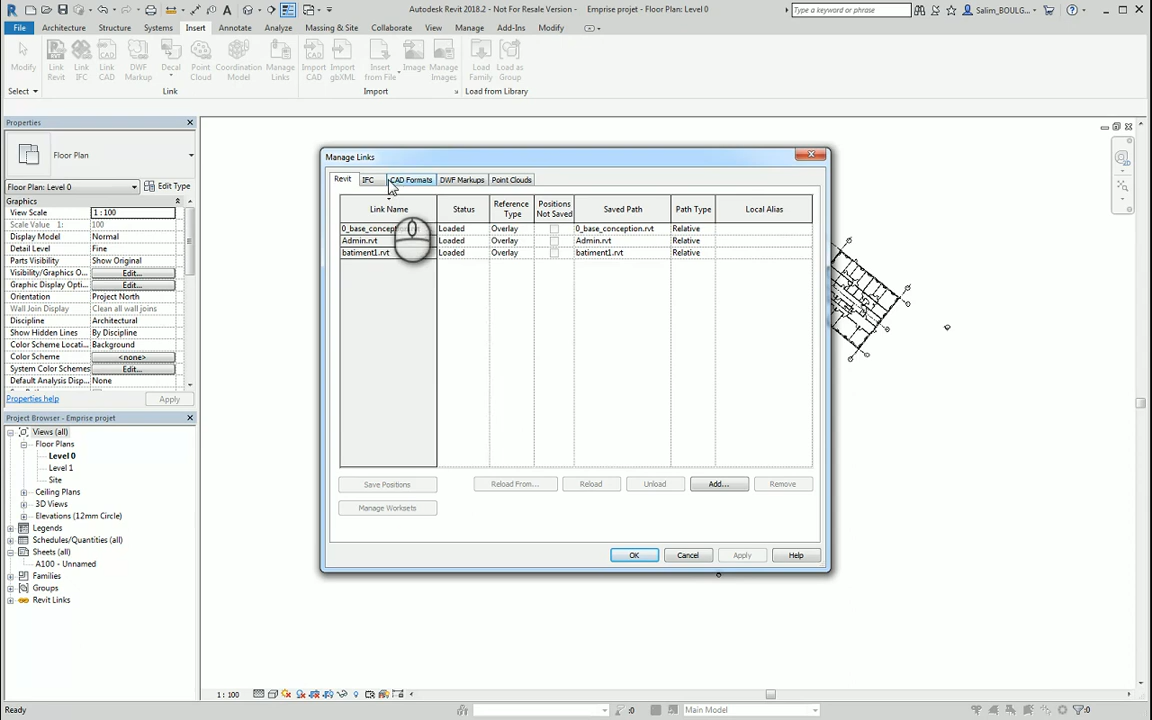 Autodesk Revit 2018.2 - Not For Resale Version - Emprise projet - Floor Plan: Level 0
Type a keyword or phrase
Salim_BOULG...
File Architecture Structure Systems Insert Annotate Analyze Massing & Site Collaborate View Manage Add-Ins Modify
Modify
Link Revit
Link IFC
Link CAD
DWF Markup
Decal
Point Cloud
Coordination Model
Manage Links
Import CAD
Import gbXML
Insert from File
Image
Manage Images
Load Family
Load as Group
Select
Link
Import
Load from Library
Properties
Floor Plan
Floor Plan: Level 0
Edit Type
Graphics
View Scale 1 : 100
Scale Value 1: 100
Display Model Normal
Detail Level Fine
Parts Visibility Show Original
Visibility/Graphics O... Edit...
Graphic Display Opti... Edit...
Orientation Project North
Wall Join Display Clean all wall joins
Discipline Architectural
Show Hidden Lines By Discipline
Color Scheme Locati... Background
Color Scheme <none>
System Color Schemes Edit...
Default Analysis Disp... None
Properties help
Apply
Project Browser - Emprise projet
Views (all)
Floor Plans
Level 0
Level 1
Site
Ceiling Plans
3D Views
Elevations (12mm Circle)
Legends
Schedules/Quantities (all)
Sheets (all)
A100 - Unnamed
Families
Groups
Revit Links
Manage Links
Revit IFC CAD Formats DWF Markups Point Clouds
Link Name Status Reference Type Positions Not Saved Saved Path Path Type Local Alias
0_base_concep Loaded Overlay 0_base_conception.rvt Relative
Admin.rvt Loaded Overlay Admin.rvt Relative
batiment1.rvt Loaded Overlay batiment1.rvt Relative
Save Positions Reload From... Reload Unload Add... Remove
Manage Worksets
OK Cancel Apply Help
1 : 100
Ready
:0
Main Model
:0